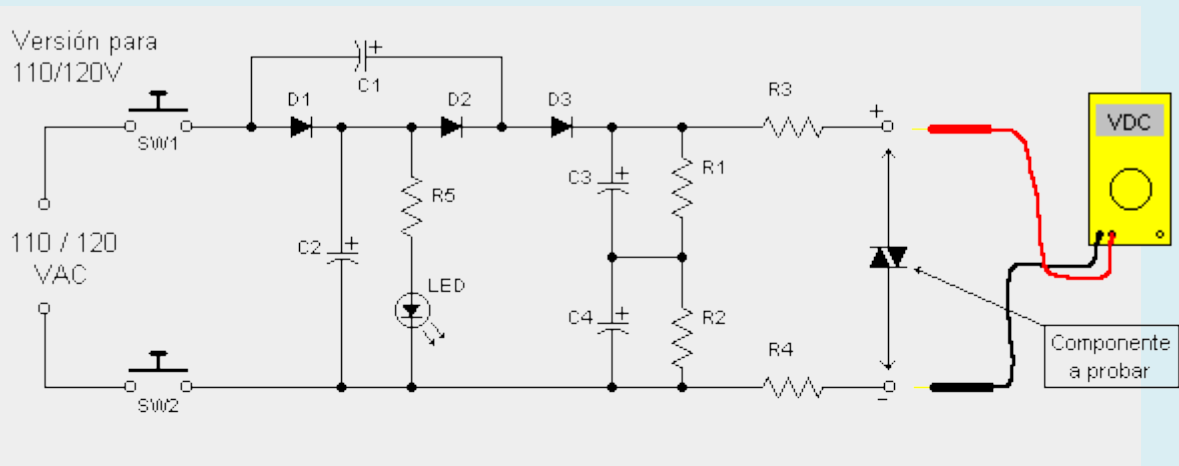 Versión para
110/120V
SW1
D1
C1
D2
D3
R3
+
VDC
C3
+
R1
R5
110 / 120
VAC
C2
+
LED
C4
+
R2
R4
-
SW2
Componente
a probar